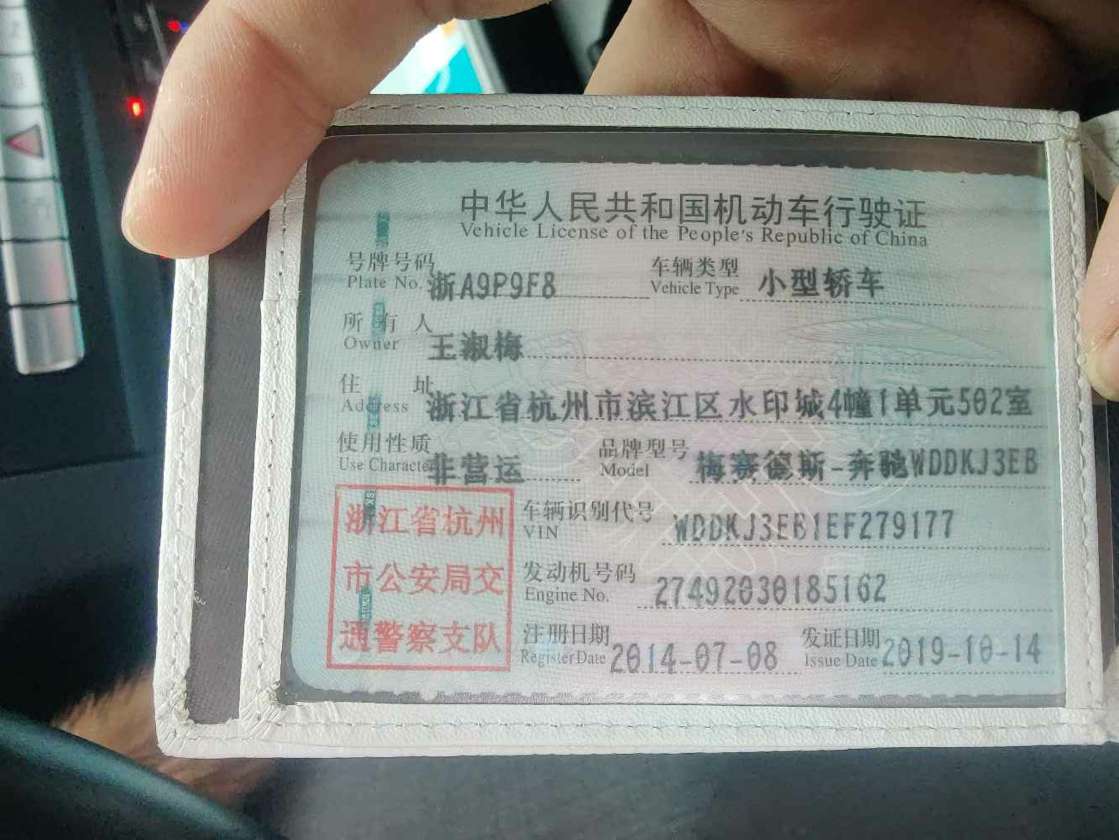 中华人民共和国机动车行驶证
Vehicle License of the People's Republic of China
号牌号码 浙A9P9F8 车辆类型 小型轿车
Plate No. Vehicle Type
所有人 王淑梅
Owner
住址 浙江省杭州市滨江区水印城4幢1单元502室
Address
使用性质 非营运 品牌型号 梅赛德斯-奔驰WDDKJ3EB
Use Character Model
浙江省杭州
市公安局交
通警察支队
车辆识别代号 WDDKJ3EB1EF279177
VIN
发动机号码 27492030185162
Engine No.
注册日期 2014-07-08 发证日期 2019-10-14
Register Date Issue Date